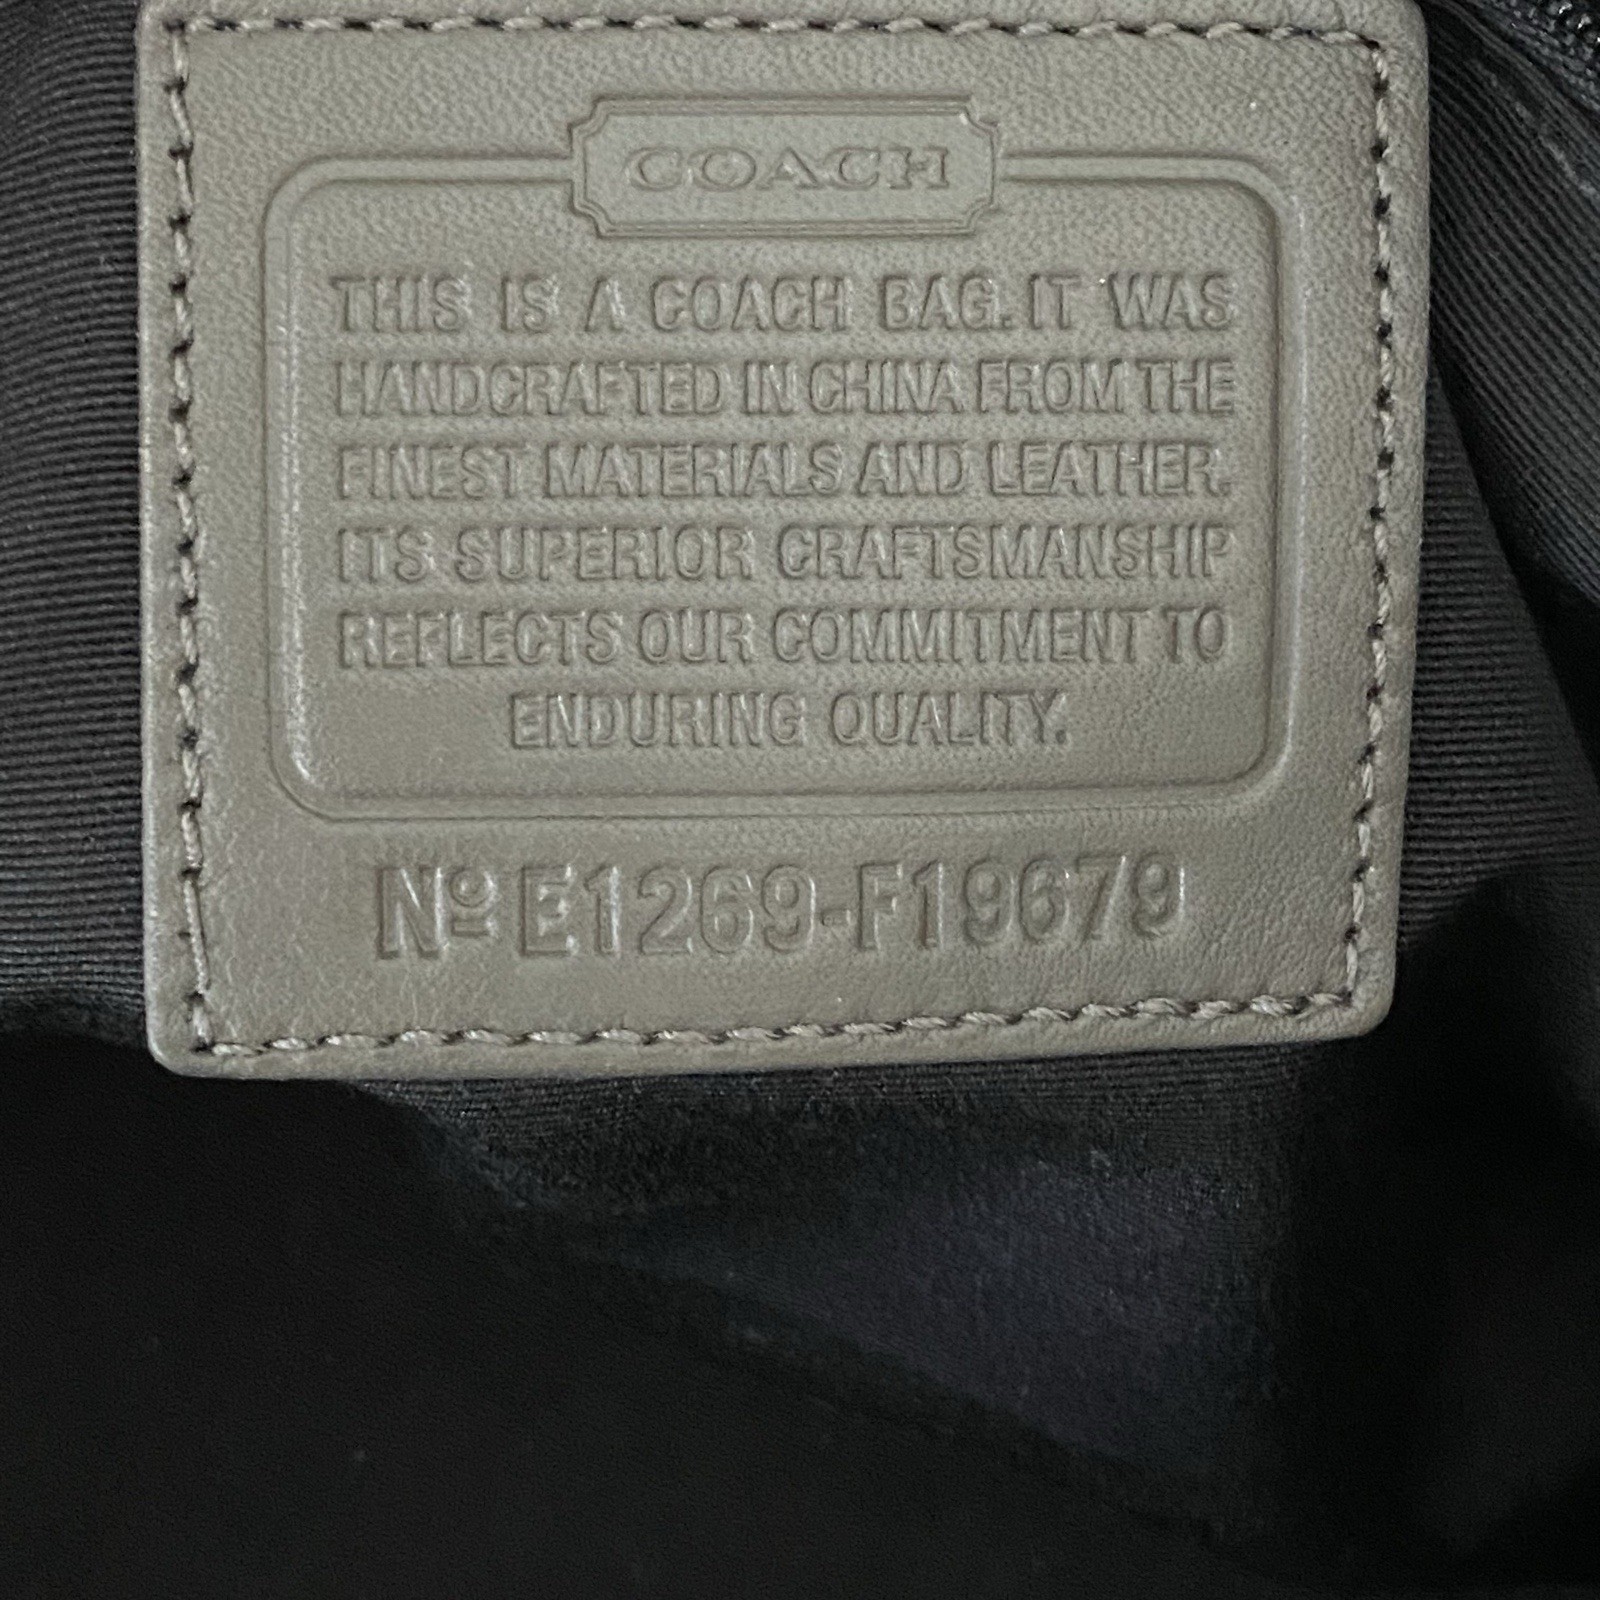 COACH
THIS IS A COACH BAG. IT WAS
HANDCRAFTED IN CHINA FROM THE
FINEST MATERIALS AND LEATHER.
ITS SUPERIOR CRAFTSMANSHIP
REFLECTS OUR COMMITMENT TO
ENDURING QUALITY.
Nº E1269-F19679